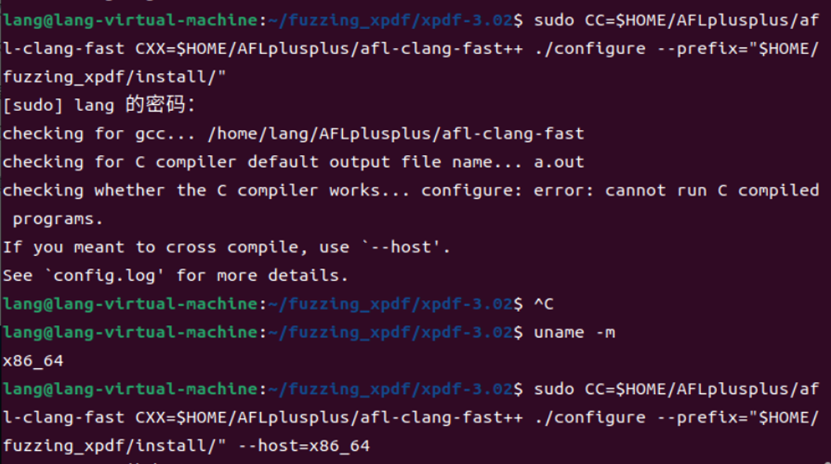 lang@lang-virtual-machine:~/fuzzing_xpdf/xpdf-3.02$ sudo CC=$HOME/AFLplusplus/af
l-clang-fast CXX=$HOME/AFLplusplus/afl-clang-fast++ ./configure --prefix="$HOME/
fuzzing_xpdf/install/"
[sudo] lang 的密码：
checking for gcc... /home/lang/AFLplusplus/afl-clang-fast
checking for C compiler default output file name... a.out
checking whether the C compiler works... configure: error: cannot run C compiled
 programs.
If you meant to cross compile, use `--host'.
See `config.log' for more details.
lang@lang-virtual-machine:~/fuzzing_xpdf/xpdf-3.02$ ^C
lang@lang-virtual-machine:~/fuzzing_xpdf/xpdf-3.02$ uname -m
x86_64
lang@lang-virtual-machine:~/fuzzing_xpdf/xpdf-3.02$ sudo CC=$HOME/AFLplusplus/af
l-clang-fast CXX=$HOME/AFLplusplus/afl-clang-fast++ ./configure --prefix="$HOME/
fuzzing_xpdf/install/" --host=x86_64